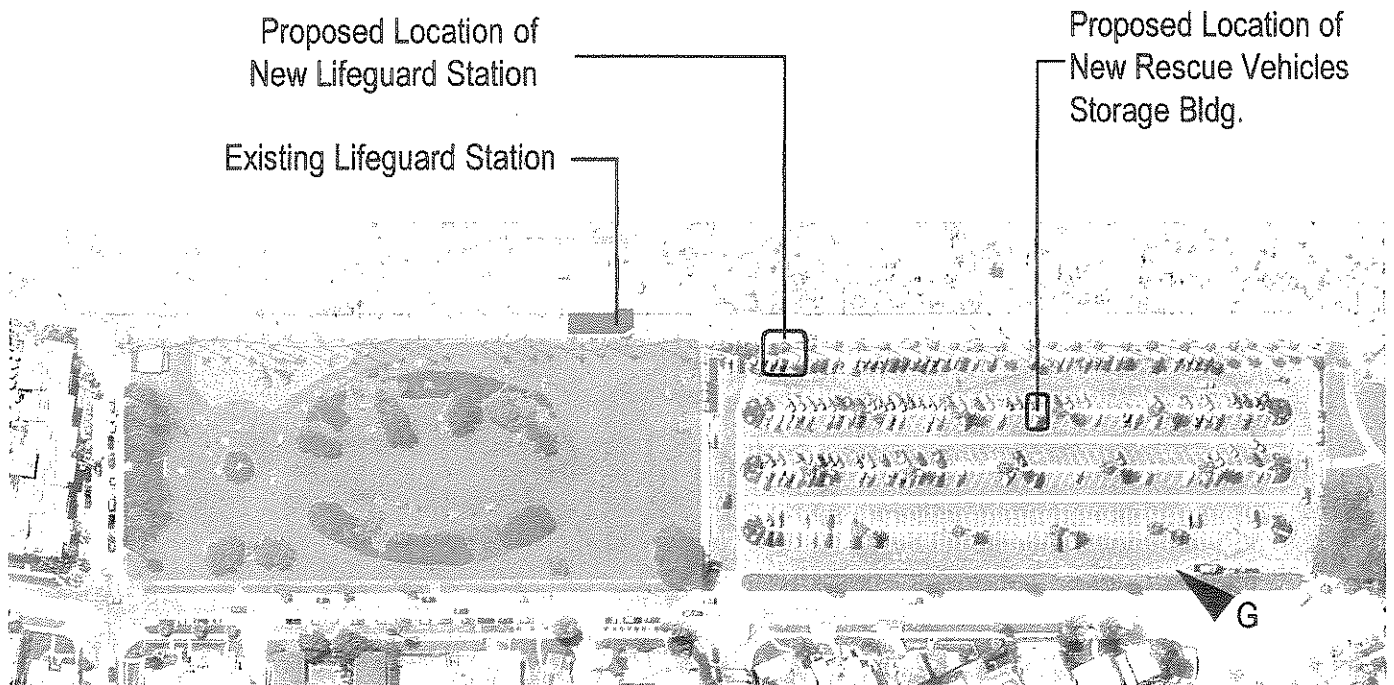 Proposed Location of
New Lifeguard Station
Existing Lifeguard Station
Proposed Location of
New Rescue Vehicles
Storage Bldg.
G